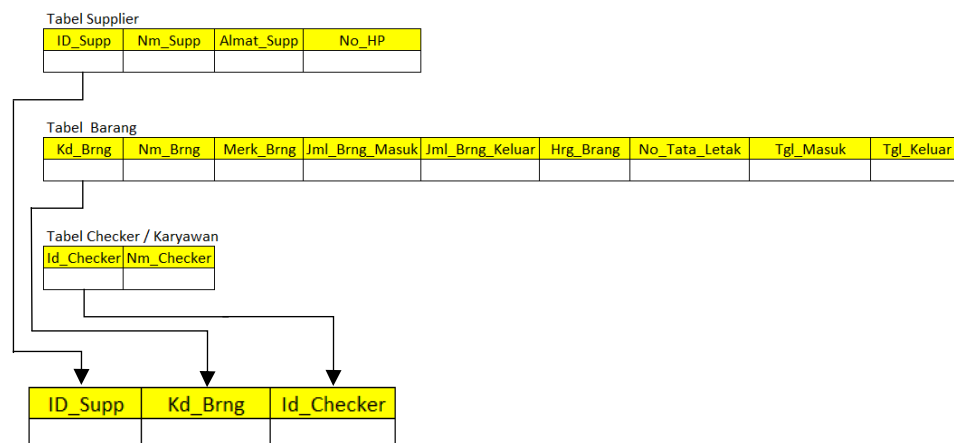 Tabel Supplier
ID_Supp Nm_Supp Almat_Supp No_HP
Tabel Barang
Kd_Brng Nm_Brng Merk_Brng Jml_Brng_Masuk Jml_Brng_Keluar Hrg_Brang No_Tata_Letak Tgl_Masuk Tgl_Keluar
Tabel Checker / Karyawan
Id_Checker Nm_Checker
ID_Supp Kd_Brng Id_Checker